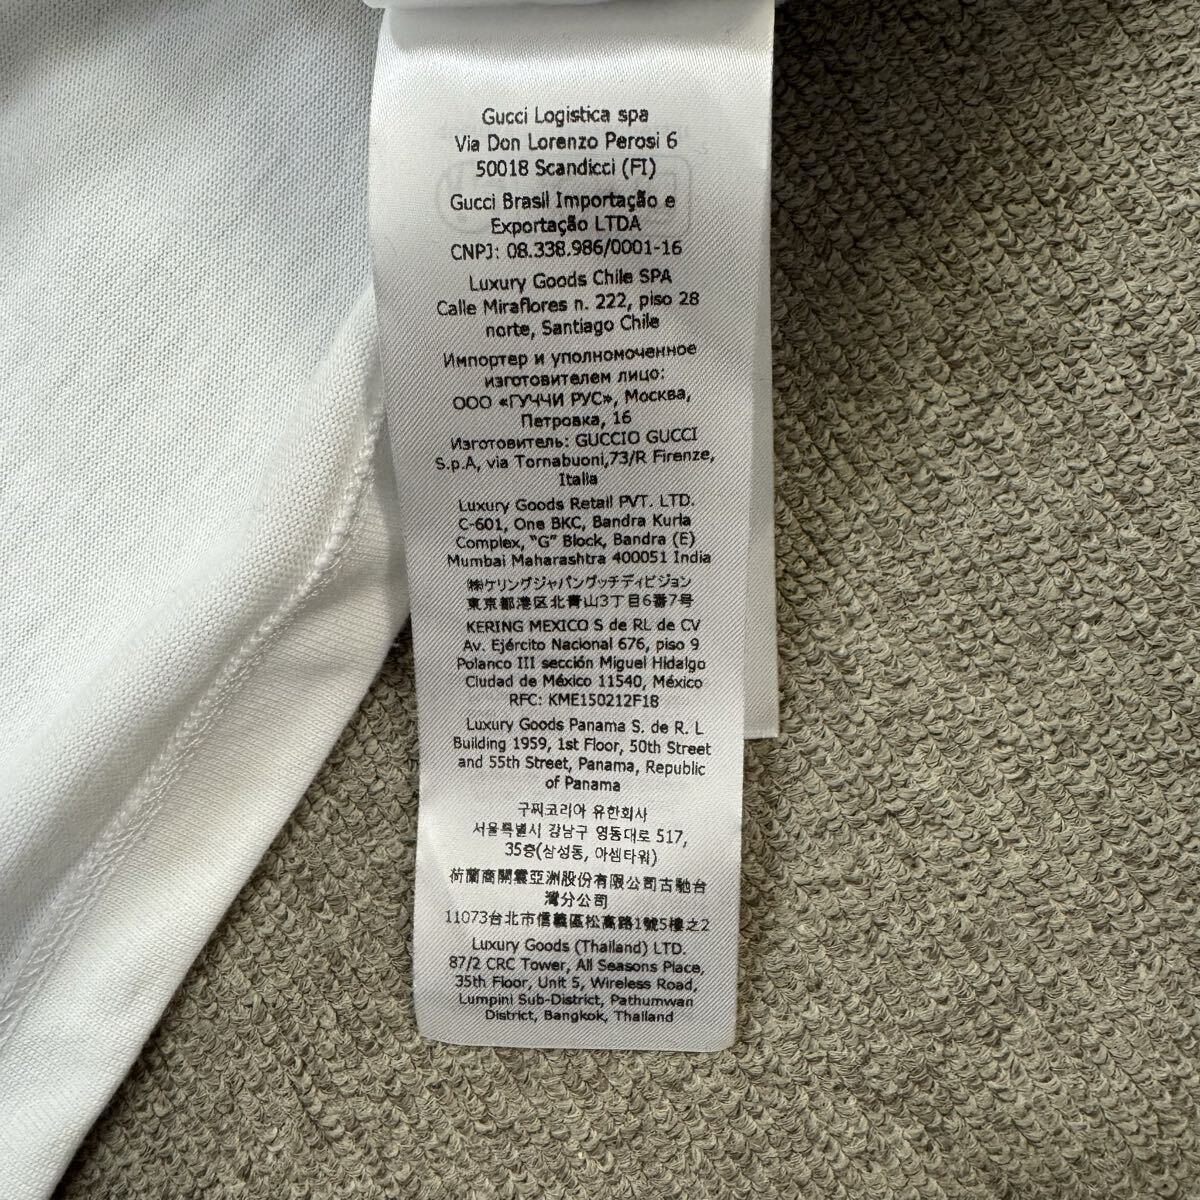 Gucci Logistica spa
Via Don Lorenzo Perosi 6
50018 Scandicci (FI)
Gucci Brasil Importação e
Exportação LTDA
CNPJ: 08.338.986/0001-16
Luxury Goods Chile SPA
Calle Miraflores n. 222, piso 28
norte, Santiago Chile
Импортер и уполномоченное
изготовителем лицо:
ООО «ГУЧЧИ РУС», Москва,
Петровка, 16
Изготовитель: GUCCIO GUCCI
S.p.A, via Tornabuoni,73/R Firenze,
Italia
Luxury Goods Retail PVT. LTD.
C-601, One BKC, Bandra Kurla
Complex, "G" Block, Bandra (E)
Mumbai Maharashtra 400051 India
㈱ケリングジャパングッチディビジョン
東京都港区北青山3丁目6番7号
KERING MEXICO S de RL de CV
Av. Ejército Nacional 676, piso 9
Polanco III sección Miguel Hidalgo
Ciudad de México 11540, México
RFC: KME150212F18
Luxury Goods Panama S. de R. L
Building 1959, 1st Floor, 50th Street
and 55th Street, Panama, Republic
of Panama
구찌코리아 유한회사
서울특별시 강남구 영동대로 517,
35층(삼성동, 아셈타워)
荷蘭商開雲亞洲股份有限公司古馳台
灣分公司
11073台北市信義區松高路1號5樓之2
Luxury Goods (Thailand) LTD.
87/2 CRC Tower, All Seasons Place,
35th Floor, Unit 5, Wireless Road,
Lumpini Sub-District, Pathumwan
District, Bangkok, Thailand